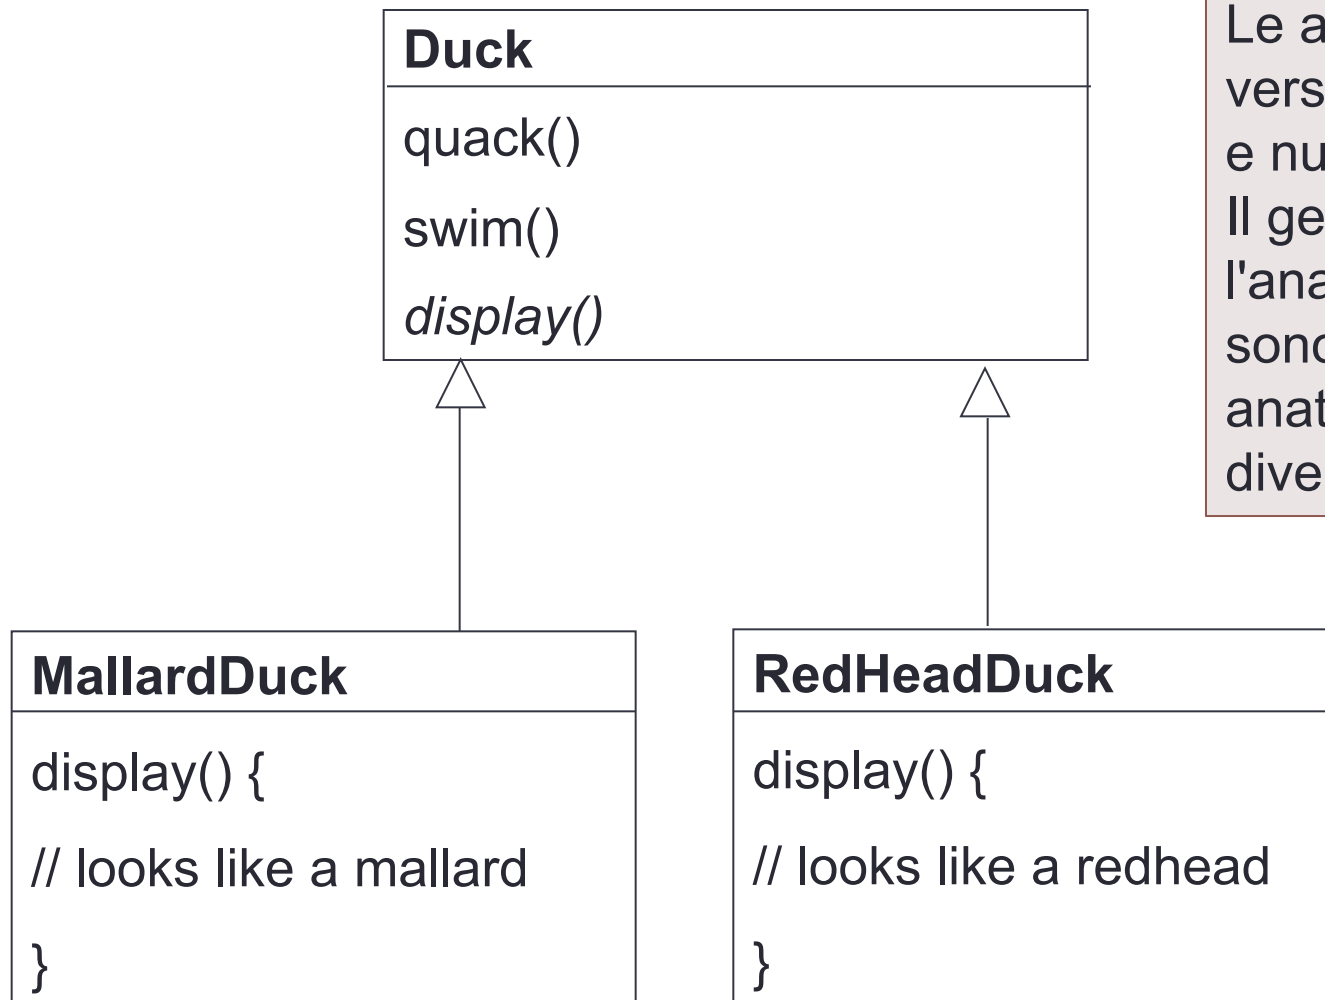 Duck
quack()
swim()
display()
Le a
vers
e nu
Il ge
l'ana
sono
anat
dive
MallardDuck
display() {
// looks like a mallard
}
RedHeadDuck
display() {
// looks like a redhead
}